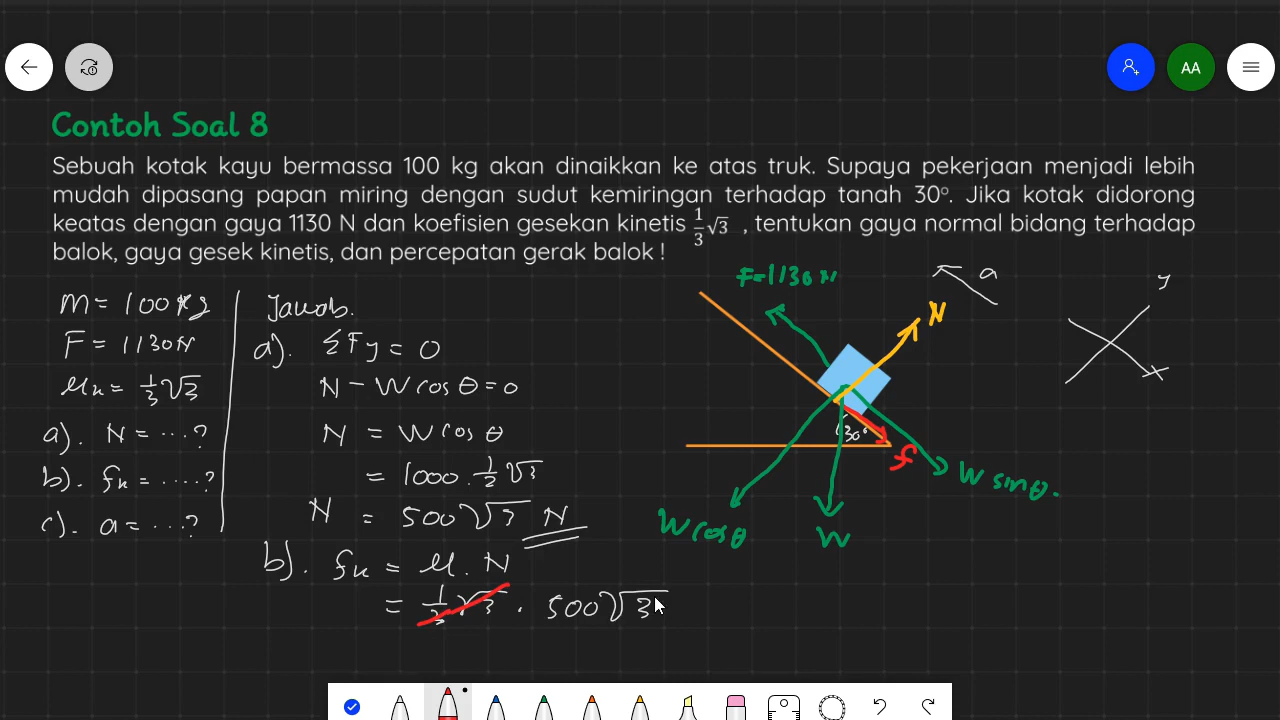 AA
Contoh Soal 8
Sebuah kotak kayu bermassa 100 kg akan dinaikkan ke atas truk. Supaya pekerjaan menjadi lebih
mudah dipasang papan miring dengan sudut kemiringan terhadap tanah 30°. Jika kotak didorong
keatas dengan gaya 1130 N dan koefisien gesekan kinetis 1/3 √3 , tentukan gaya normal bidang terhadap
balok, gaya gesek kinetis, dan percepatan gerak balok !
m = 100 kg
F = 1130 N
μk = 1/3 √3
a). N = ...?
b). fk = ....?
c). a = ...?
Jawab.
a). ΣFy = 0
N − W cos θ = 0
N = W cos θ
= 1000 . 1/2 √3
N = 500 √3 N
b). fk = μ . N
= 1/3 √3 . 500 √3
F = 1130 N
a
N
y
x
30°
f
W sin θ.
W cos θ
W